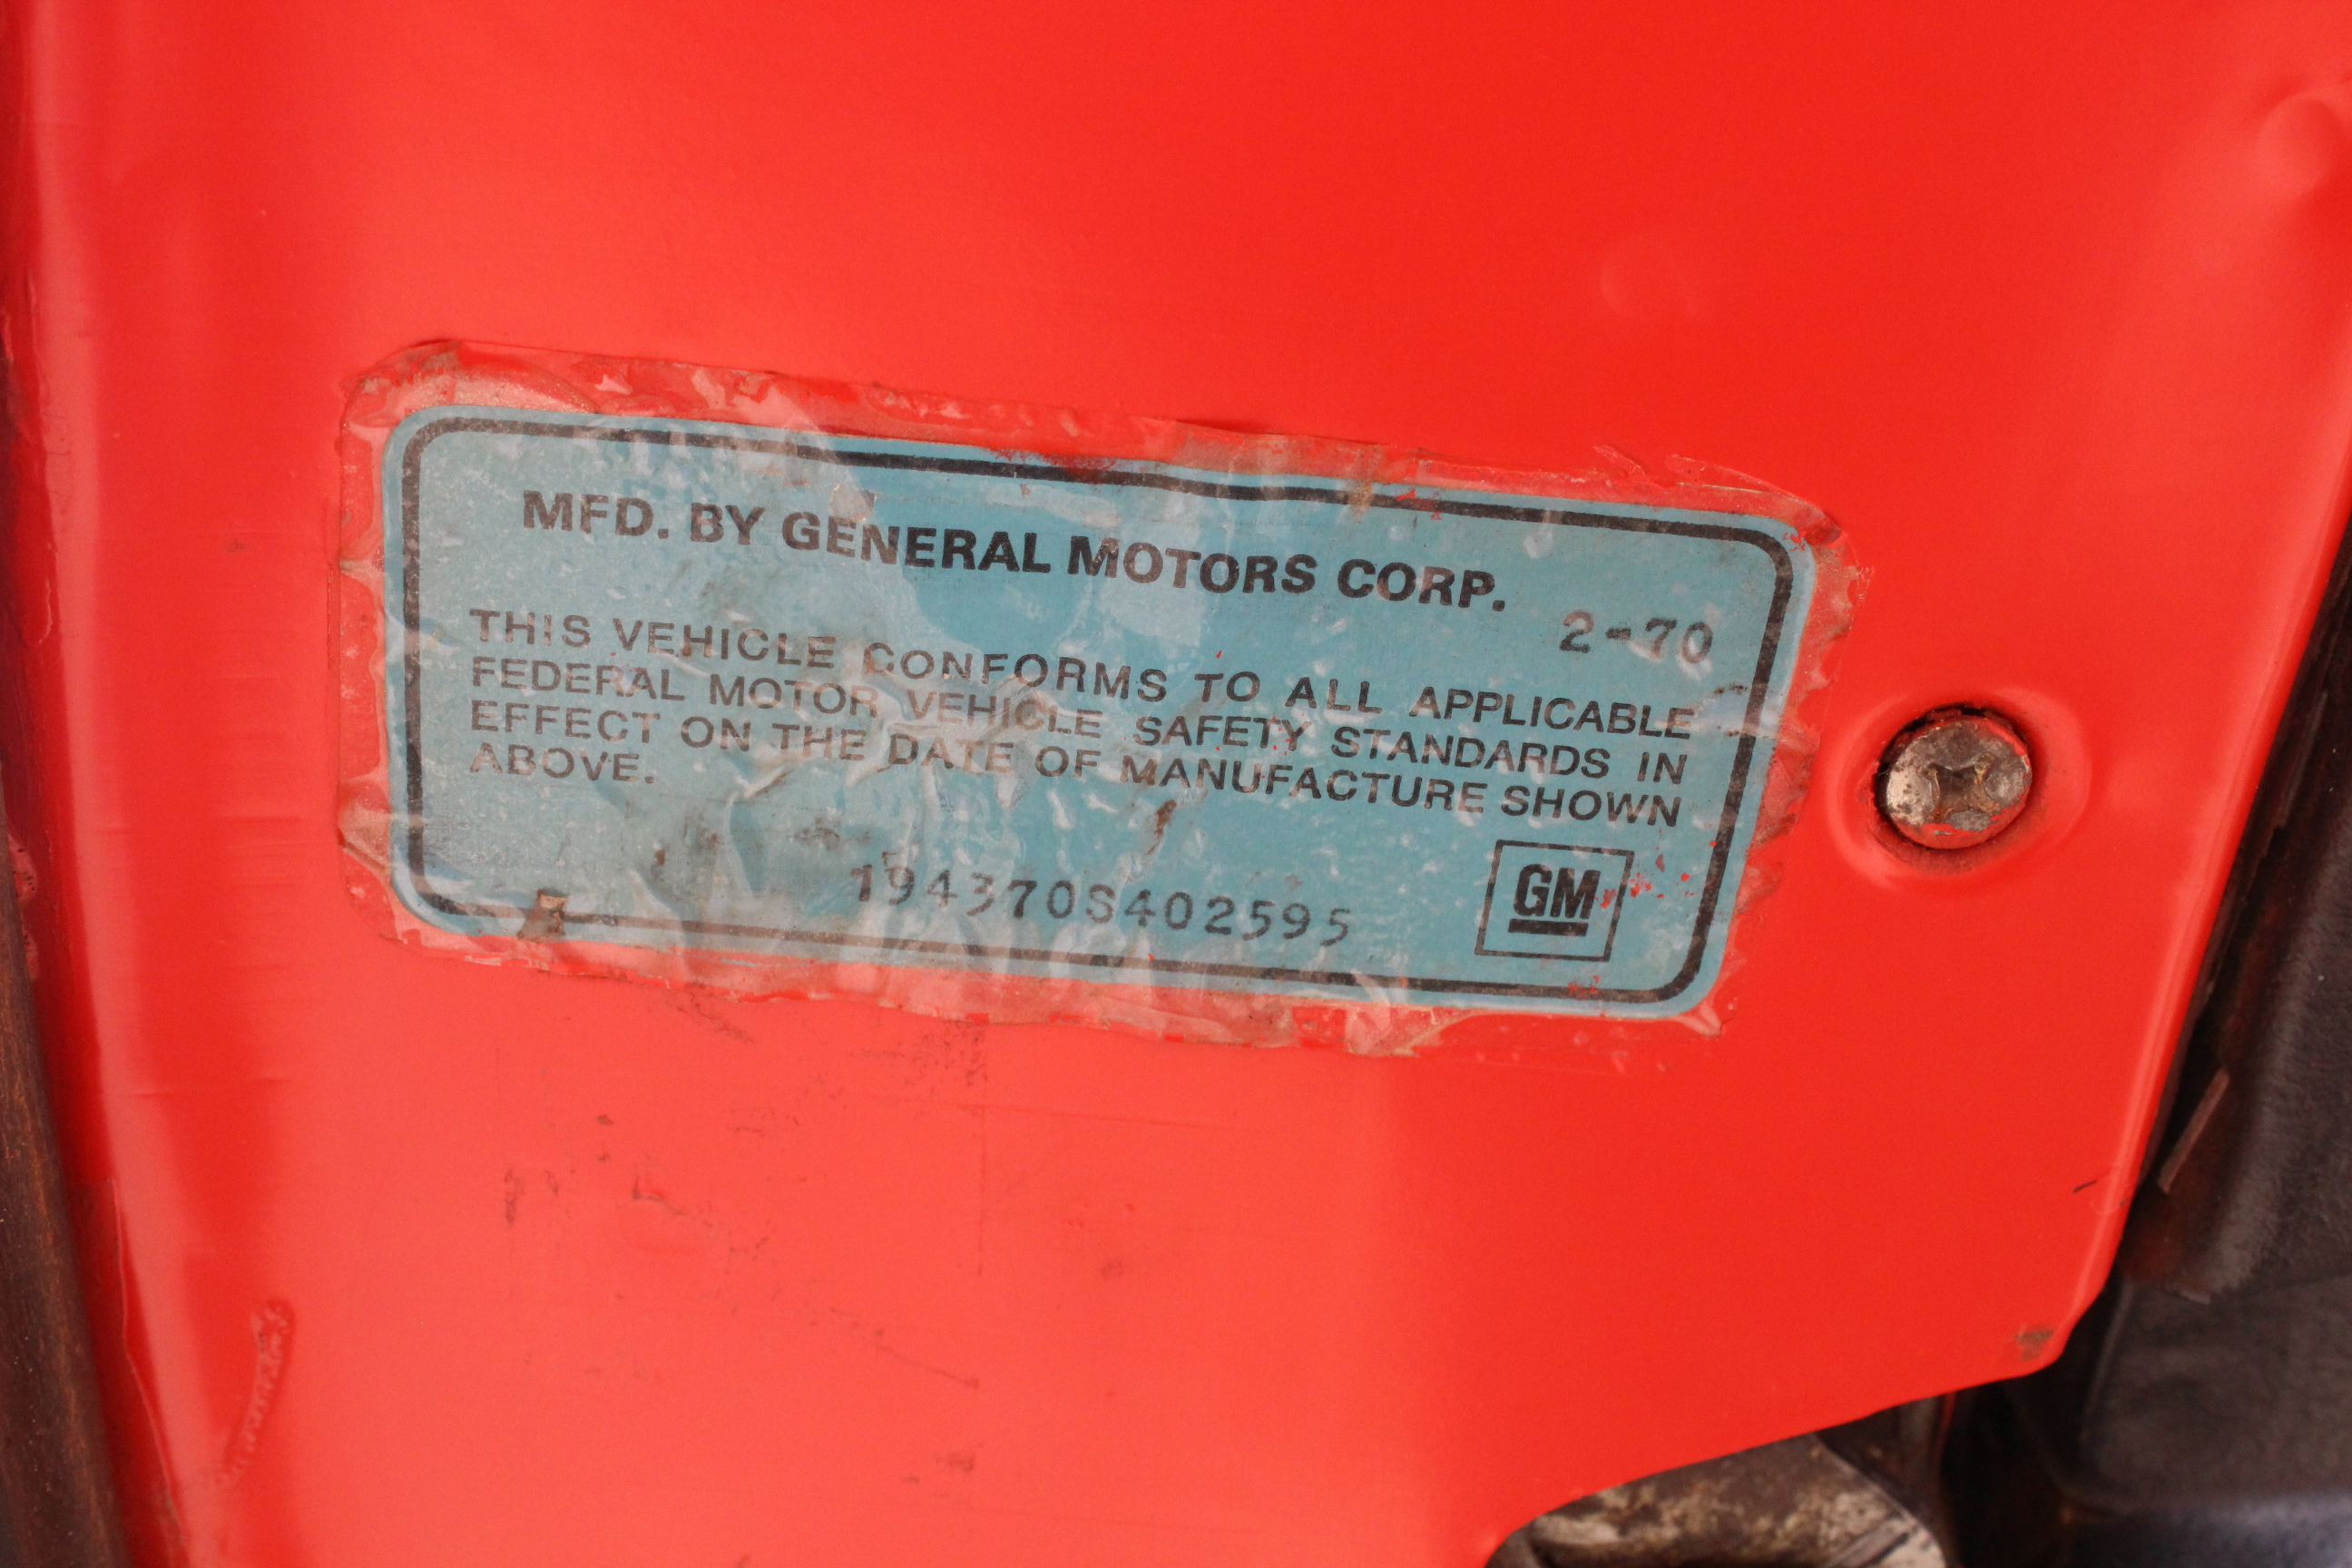 MFD. BY GENERAL MOTORS CORP.
2-70
THIS VEHICLE CONFORMS TO ALL APPLICABLE
FEDERAL MOTOR VEHICLE SAFETY STANDARDS IN
EFFECT ON THE DATE OF MANUFACTURE SHOWN
ABOVE.
194370S402595
GM